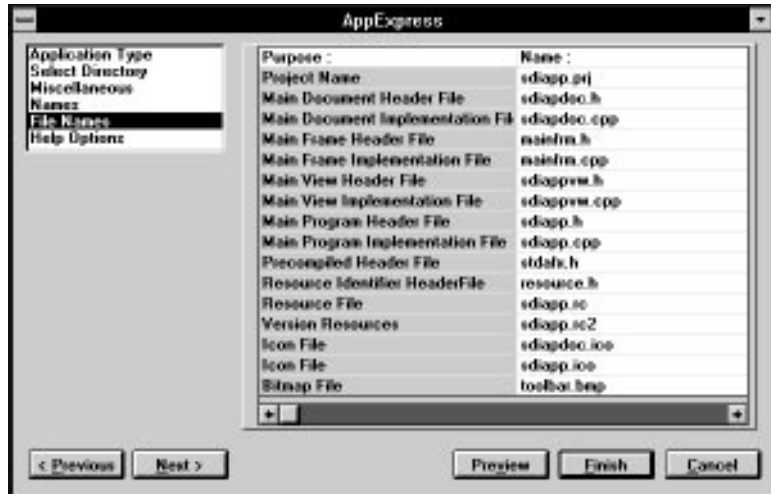 AppExpress
Application Type
Select Directory
Miscellaneous
Names
File Names
Help Options
Purpose : Name :
Project Name sdiapp.prj
Main Document Header File sdiapdoc.h
Main Document Implementation Fil sdiapdoc.cpp
Main Frame Header File mainfrm.h
Main Frame Implementation File mainfrm.cpp
Main View Header File sdiappvw.h
Main View Implementation File sdiappvw.cpp
Main Program Header File sdiapp.h
Main Program Implementation File sdiapp.cpp
Precompiled Header File stdafx.h
Resource Identifier HeaderFile resource.h
Resource File sdiapp.rc
Version Resources sdiapp.rc2
Icon File sdiapdoc.ico
Icon File sdiapp.ico
Bitmap File toolbar.bmp
< Previous Next > Preview Finish Cancel